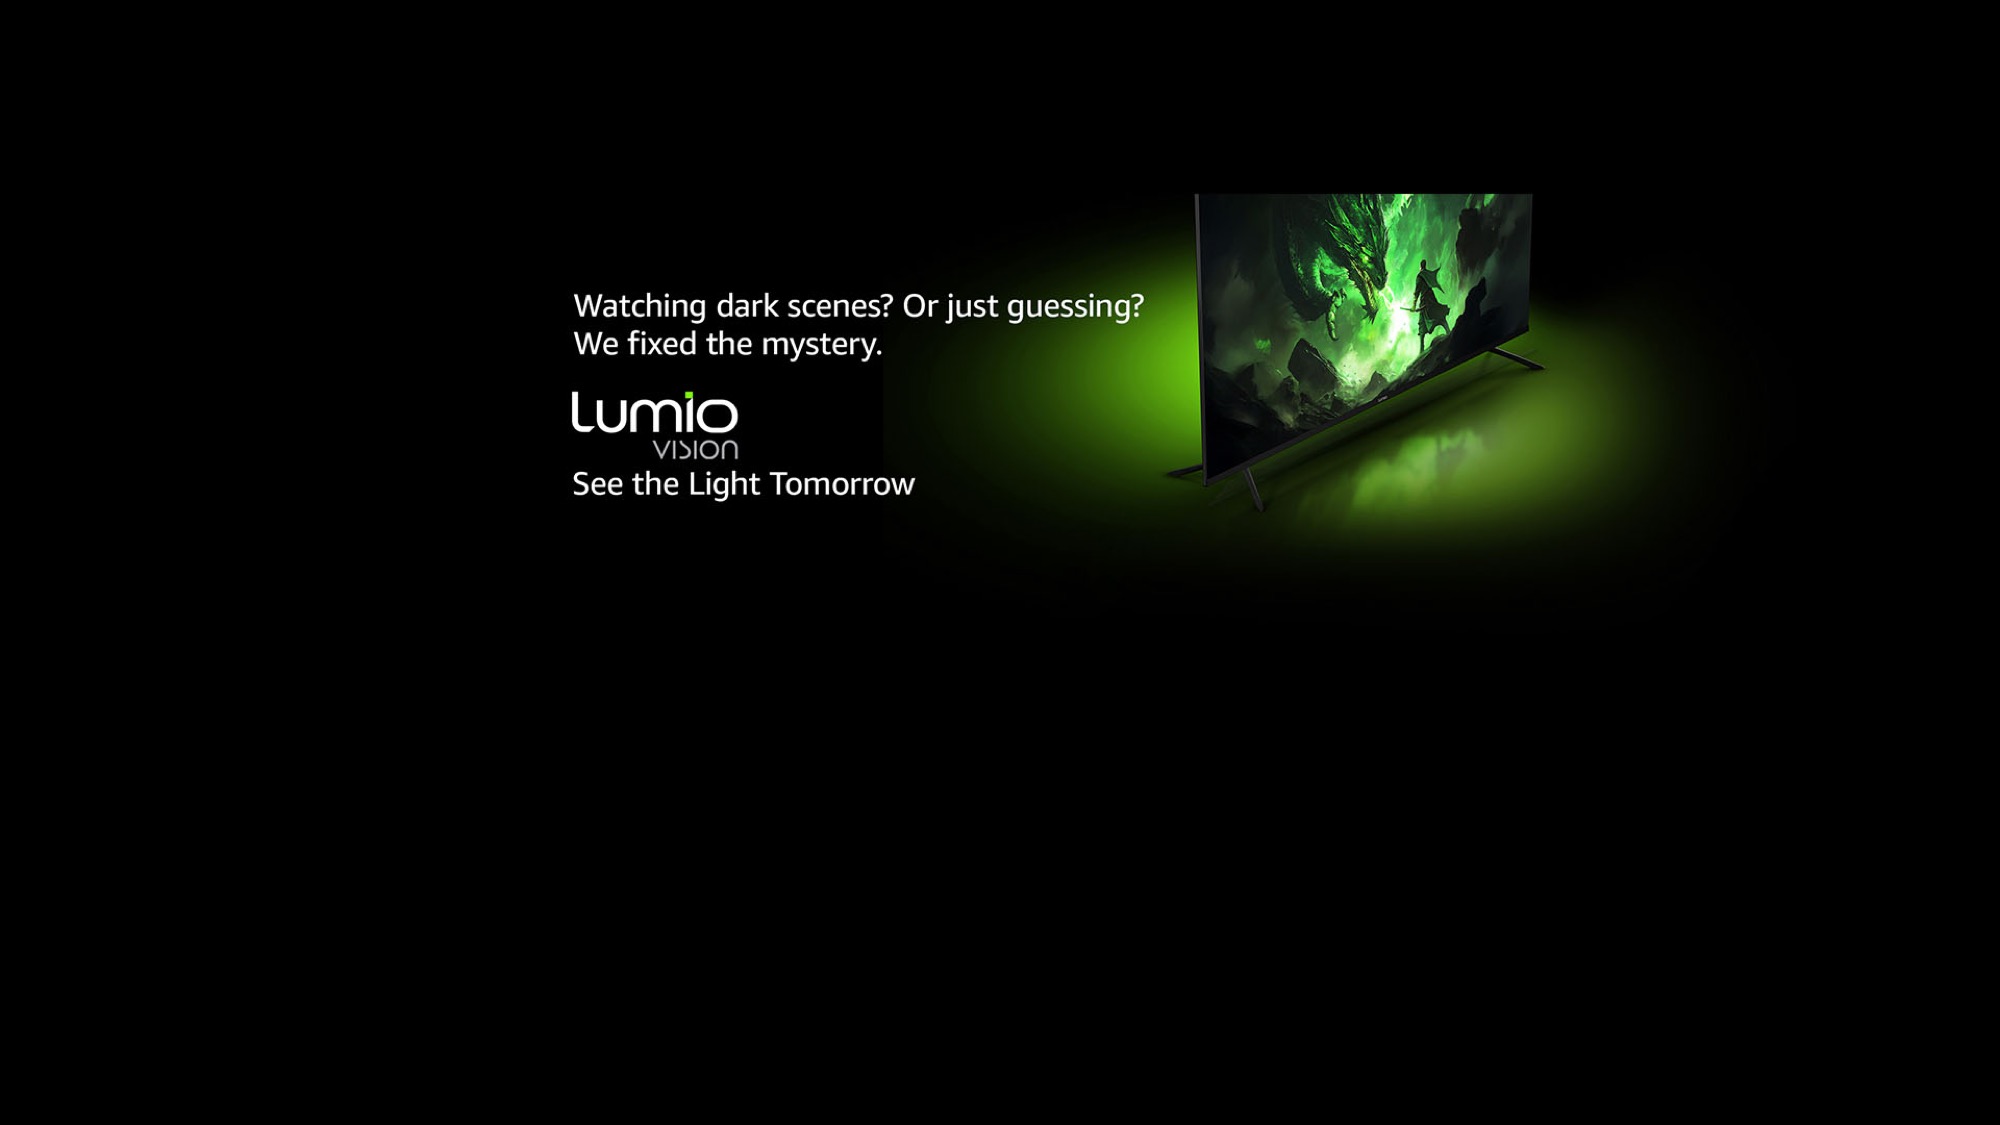 Watching dark scenes? Or just guessing?
We fixed the mystery.
Lumio
VISION
See the Light Tomorrow